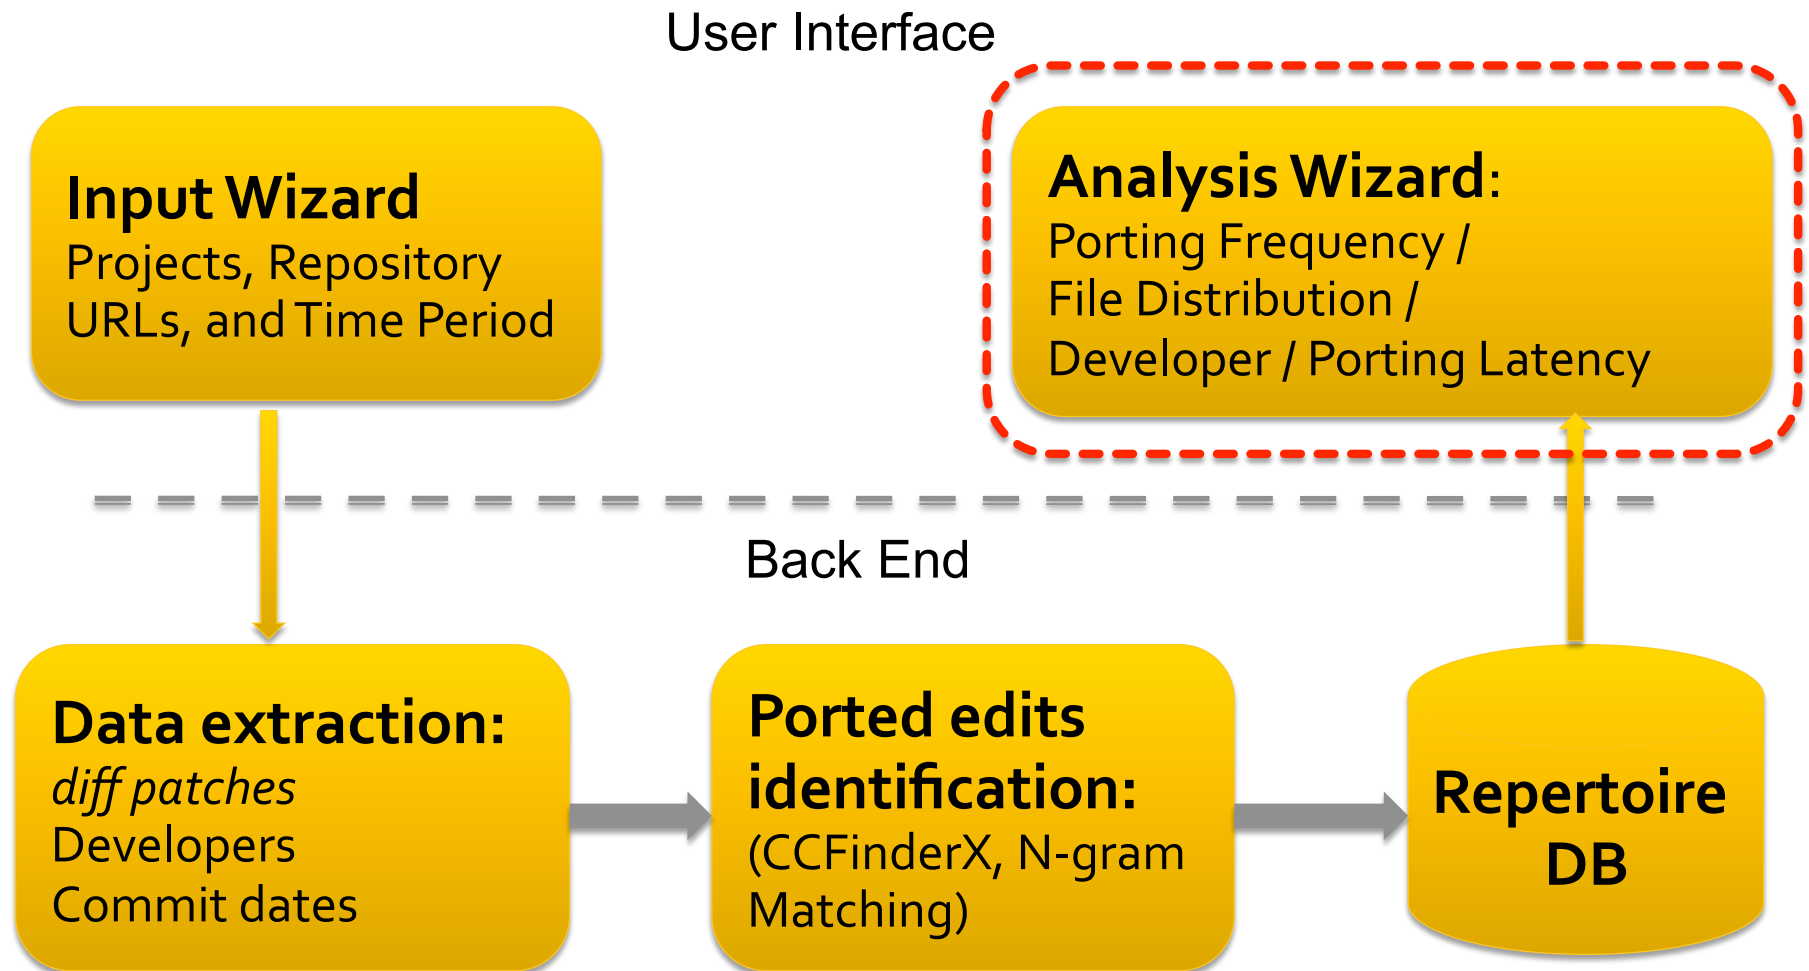 User Interface
Input Wizard
Projects, Repository
URLs, and Time Period
Analysis Wizard:
Porting Frequency /
File Distribution /
Developer / Porting Latency
Back End
Data extraction:
diff patches
Developers
Commit dates
Ported edits
identification:
(CCFinderX, N-gram
Matching)
Repertoire
DB